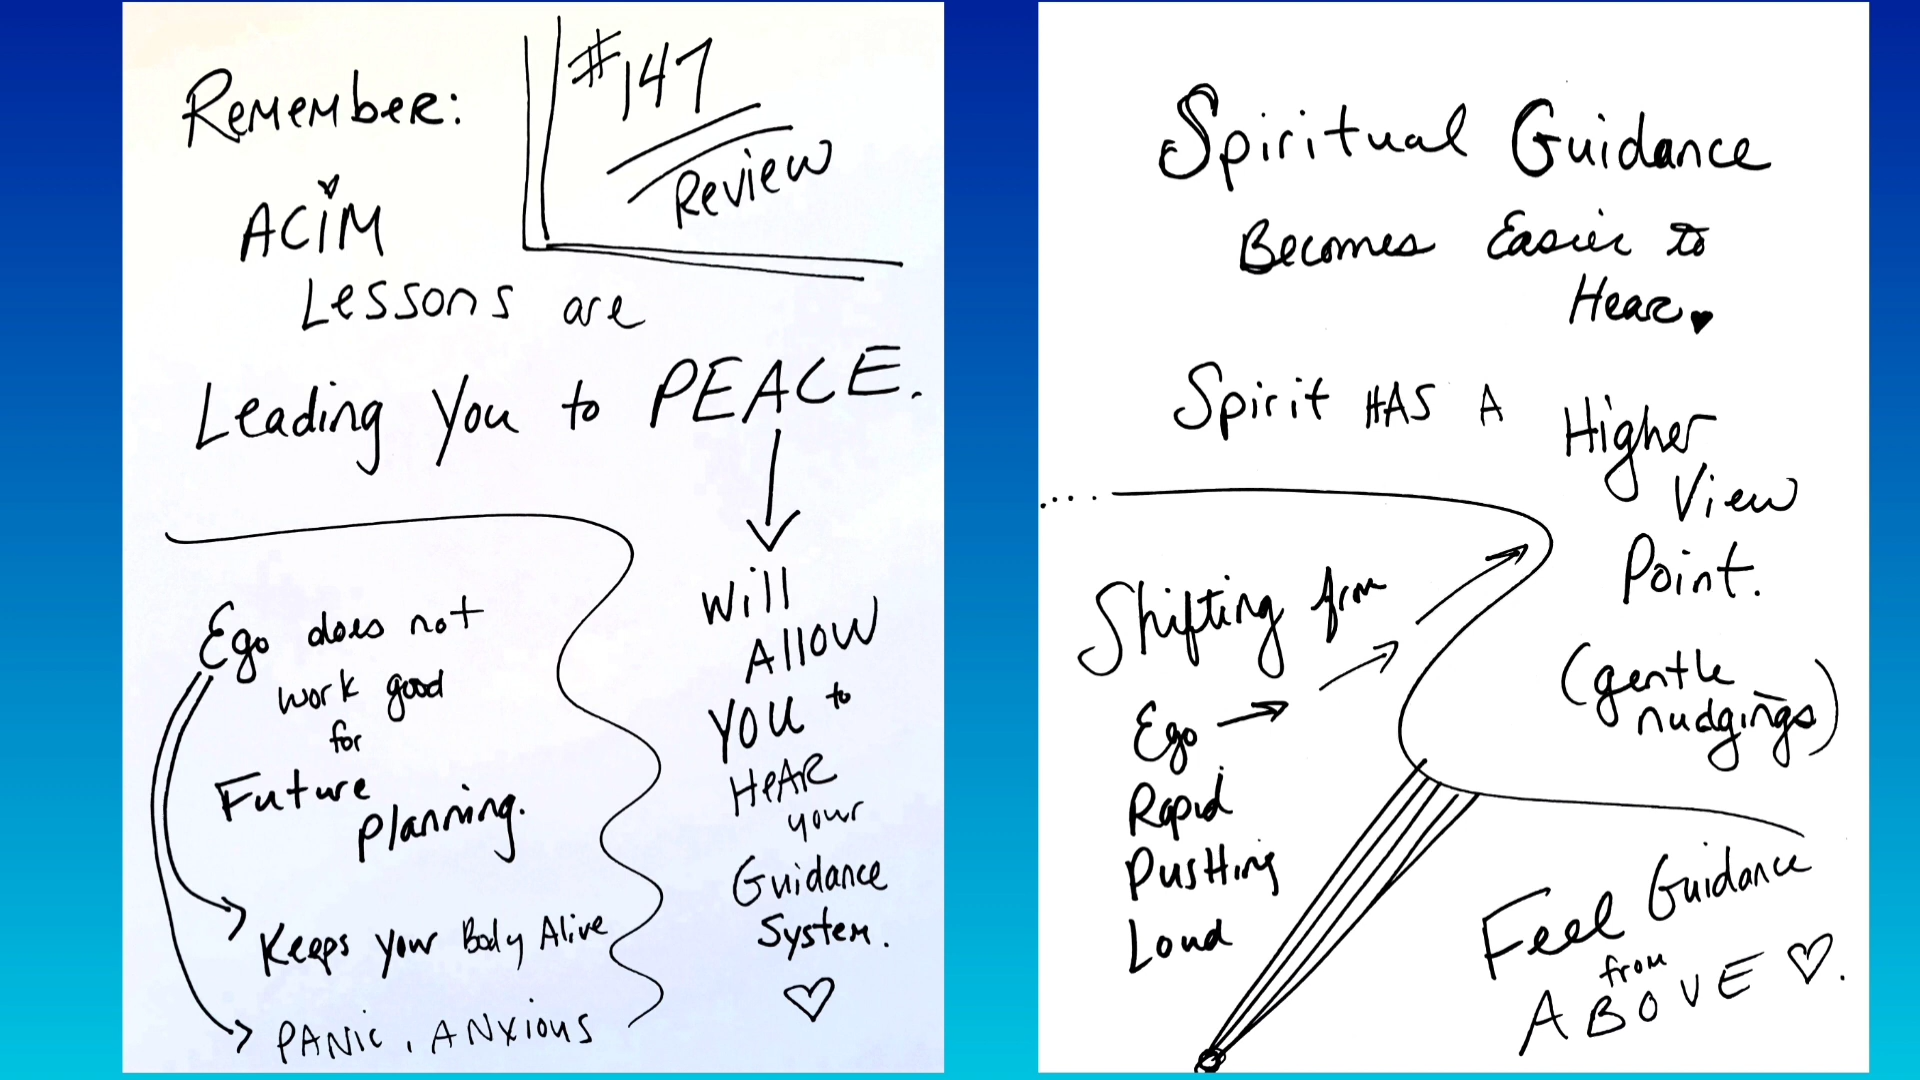 Remember:
#147
Review
ACiM
Lessons are
Leading You to PEACE.
Will
Allow
You to
Hear
your
Guidance
System.
Ego does not
work good
for
Future
planning.
Keeps your Body Alive
Panic, Anxious
Spiritual Guidance
Becomes Easier to
Hear
Spirit has a
Higher
View
Point.
(gentle
nudgings)
Shifting from
Ego
Rapid
Pushing
Loud
Feel Guidance
from
ABOVE